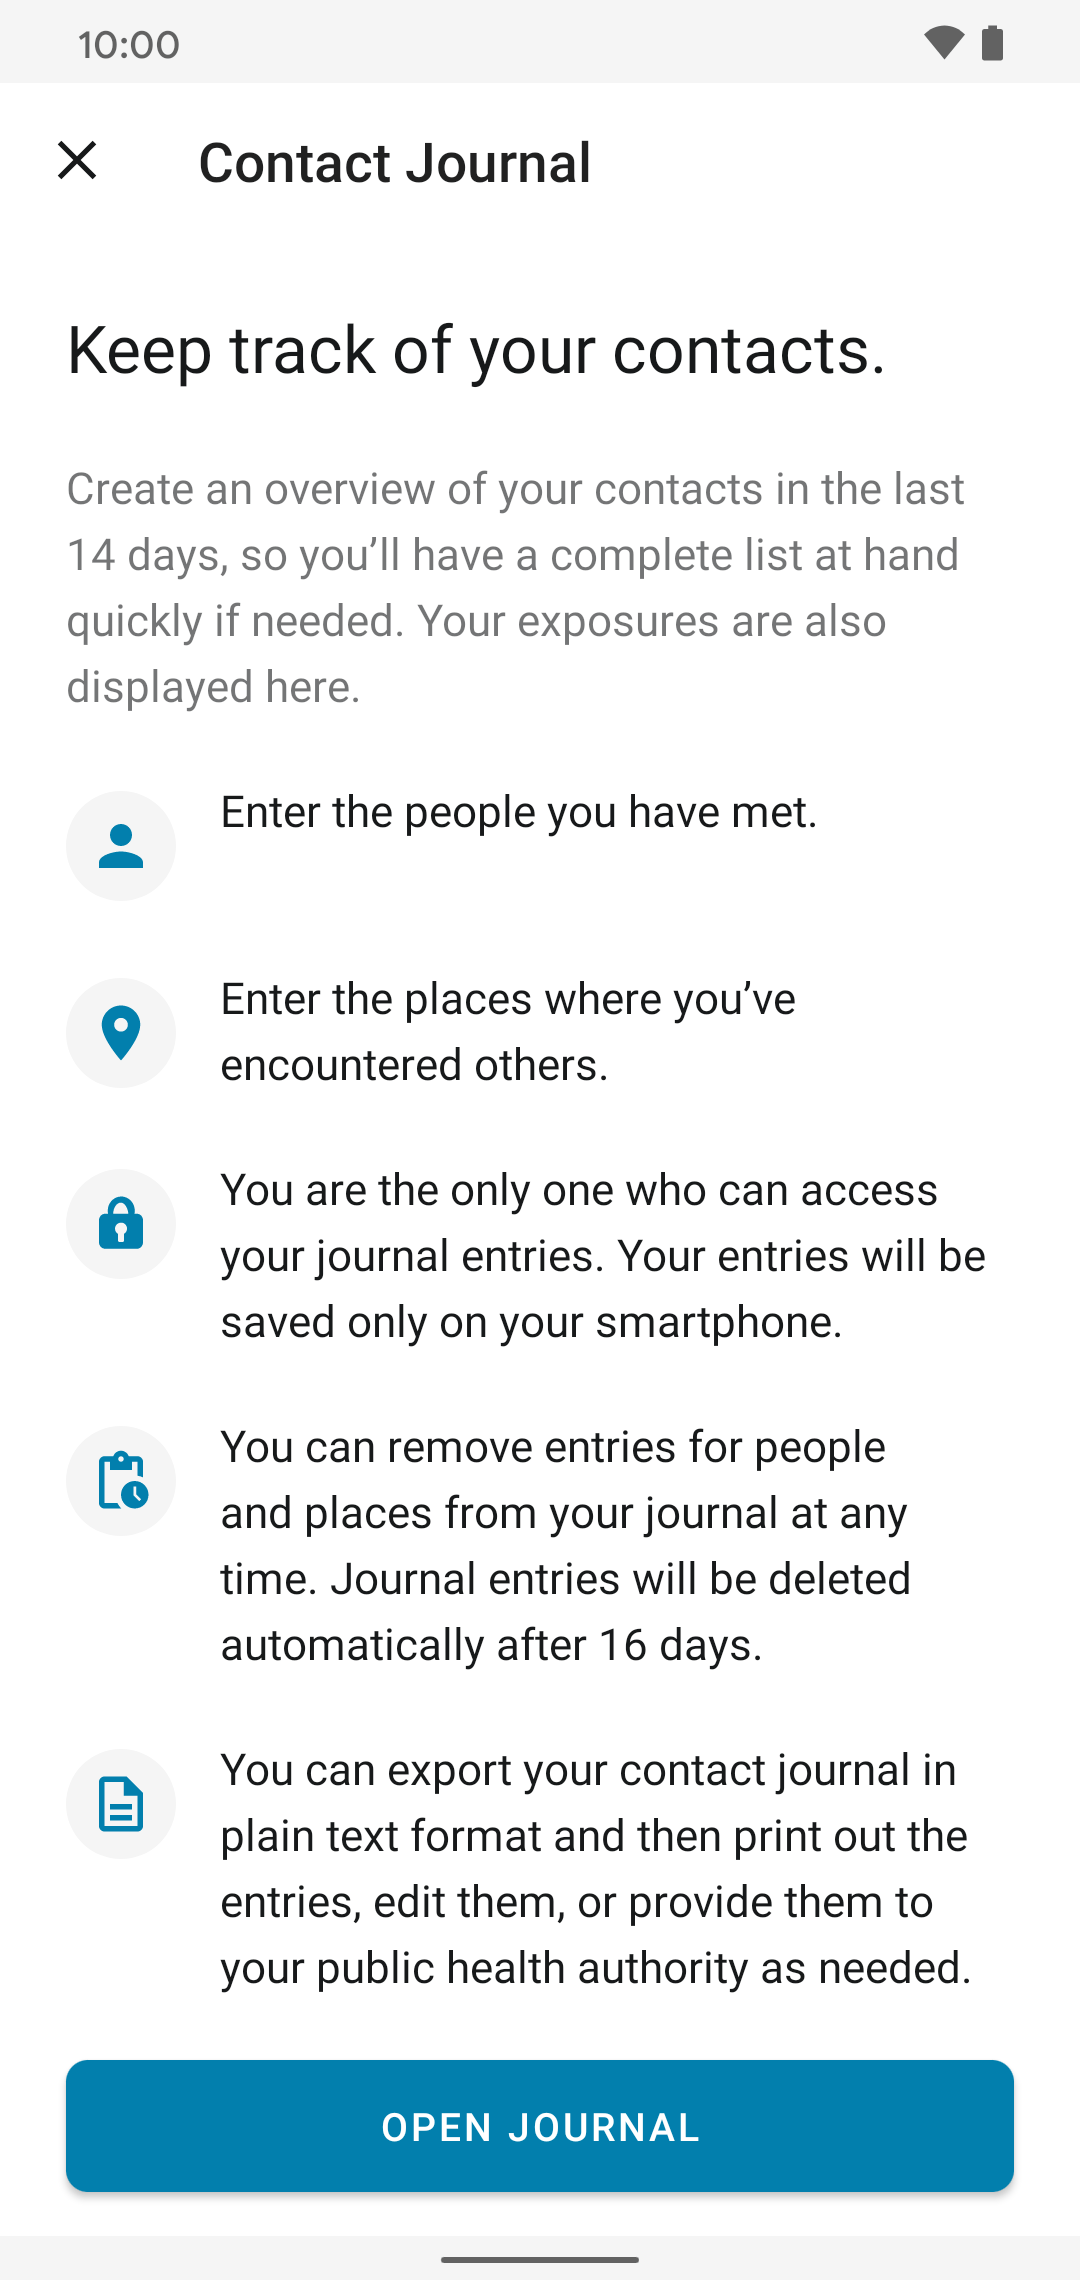 10:00
Contact Journal
Keep track of your contacts.
Create an overview of your contacts in the last
14 days, so you’ll have a complete list at hand
quickly if needed. Your exposures are also
displayed here.
Enter the people you have met.
Enter the places where you’ve
encountered others.
You are the only one who can access
your journal entries. Your entries will be
saved only on your smartphone.
You can remove entries for people
and places from your journal at any
time. Journal entries will be deleted
automatically after 16 days.
You can export your contact journal in
plain text format and then print out the
entries, edit them, or provide them to
your public health authority as needed.
OPEN JOURNAL